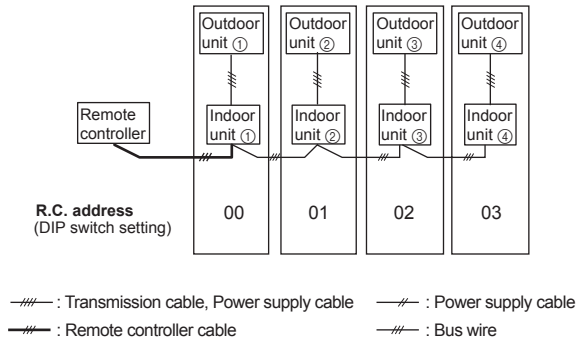 Outdoor
unit ①
Outdoor
unit ②
Outdoor
unit ③
Outdoor
unit ④
Remote
controller
Indoor
unit ①
Indoor
unit ②
Indoor
unit ③
Indoor
unit ④
R.C. address
(DIP switch setting)
00
01
02
03
: Transmission cable, Power supply cable
: Power supply cable
: Remote controller cable
: Bus wire